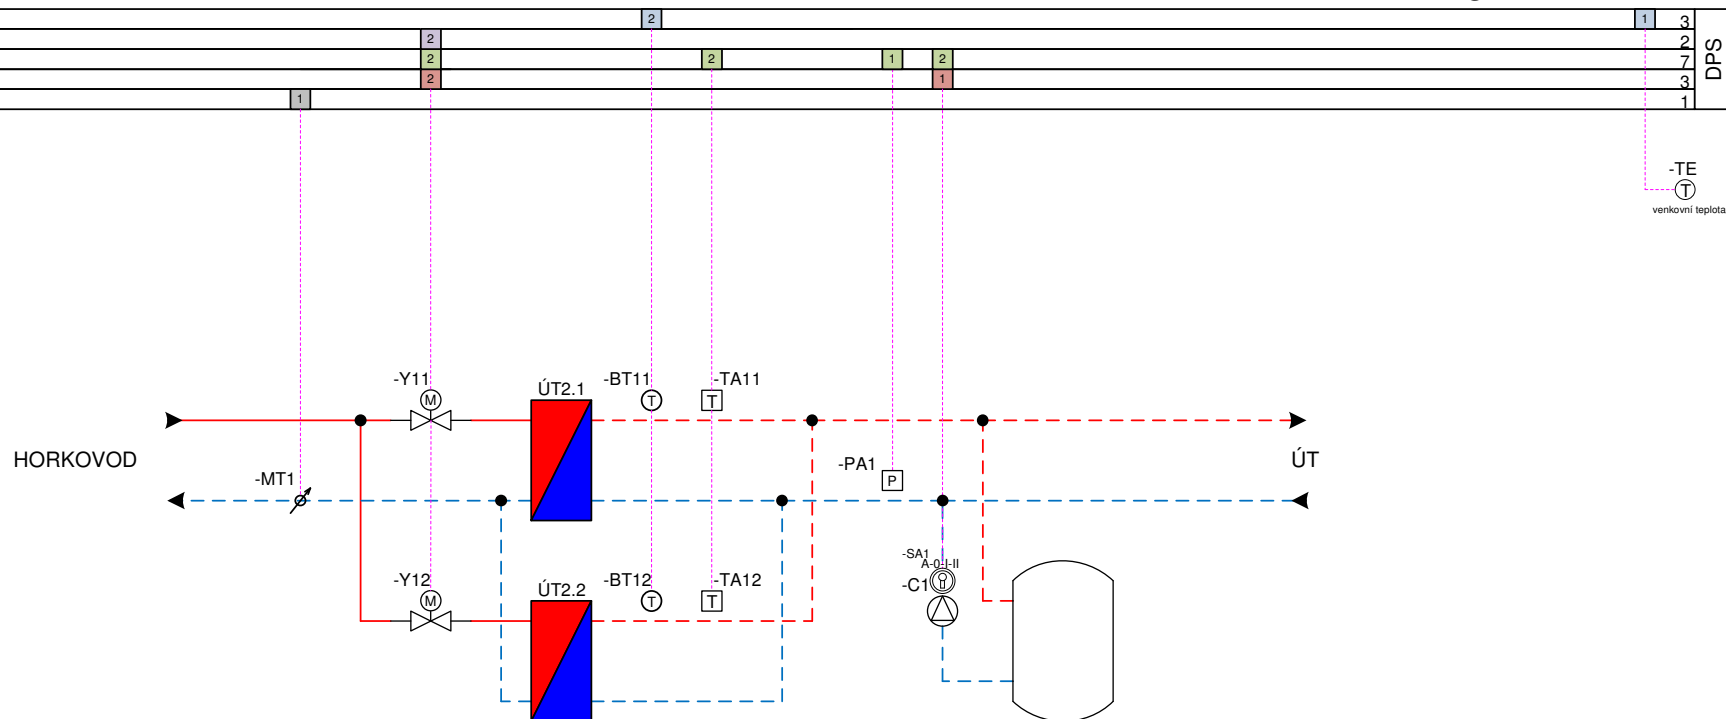 2 1 3
2 2
2 2 1 2 7
2 1 3
1 1
DPS
-TE
T
venkovní teplota
-Y11 ÚT2.1 -BT11 -TA11
M T T
HORKOVOD -MT1 -PA1 ÚT
P
-SA1
A-0-I-II
-Y12 ÚT2.2 -BT12 -TA12 -C1
M T T